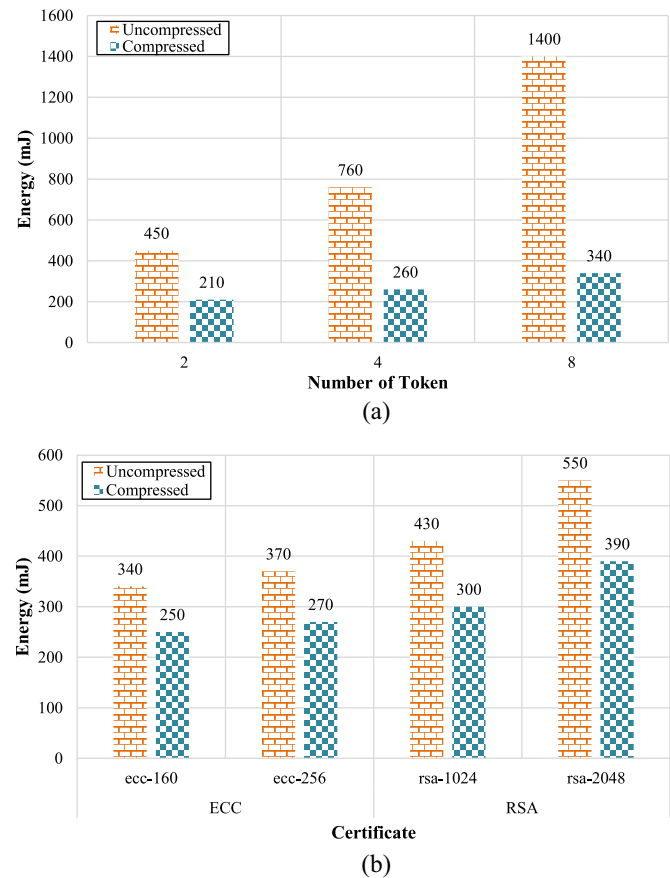 1600
1400
1200
1000
800
600
400
200
0
Energy (mJ)
Uncompressed
Compressed
450
210
760
260
1400
340
2 4 8
Number of Token
(a)
600
500
400
300
200
100
0
Energy (mJ)
Uncompressed
Compressed
340
250
370
270
430
300
550
390
ecc-160 ecc-256 rsa-1024 rsa-2048
ECC RSA
Certificate
(b)